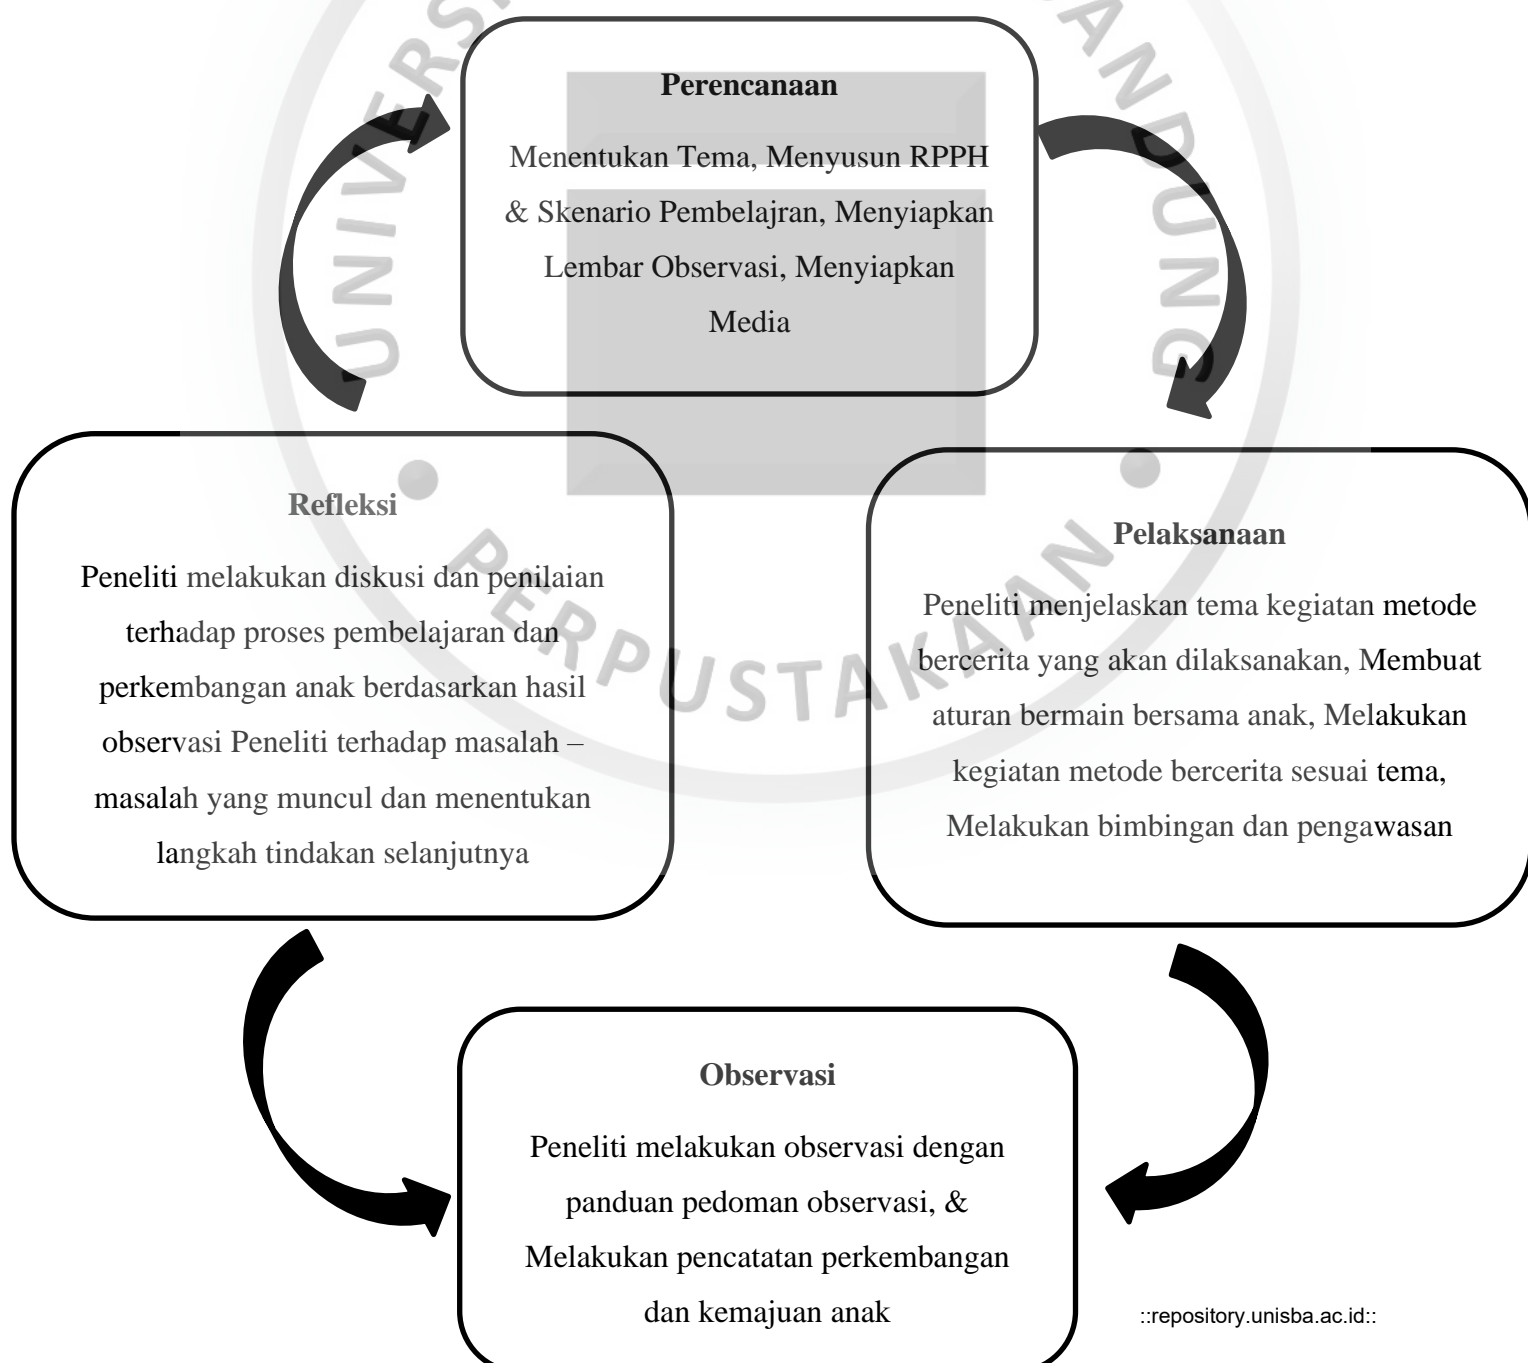 Perencanaan
Menentukan Tema, Menyusun RPPH
& Skenario Pembelajran, Menyiapkan
Lembar Observasi, Menyiapkan
Media
Refleksi
Peneliti melakukan diskusi dan penilaian
terhadap proses pembelajaran dan
perkembangan anak berdasarkan hasil
observasi Peneliti terhadap masalah –
masalah yang muncul dan menentukan
langkah tindakan selanjutnya
Pelaksanaan
Peneliti menjelaskan tema kegiatan metode
bercerita yang akan dilaksanakan, Membuat
aturan bermain bersama anak, Melakukan
kegiatan metode bercerita sesuai tema,
Melakukan bimbingan dan pengawasan
Observasi
Peneliti melakukan observasi dengan
panduan pedoman observasi, &
Melakukan pencatatan perkembangan
dan kemajuan anak
PERPUSTAKAAN
::repository.unisba.ac.id::